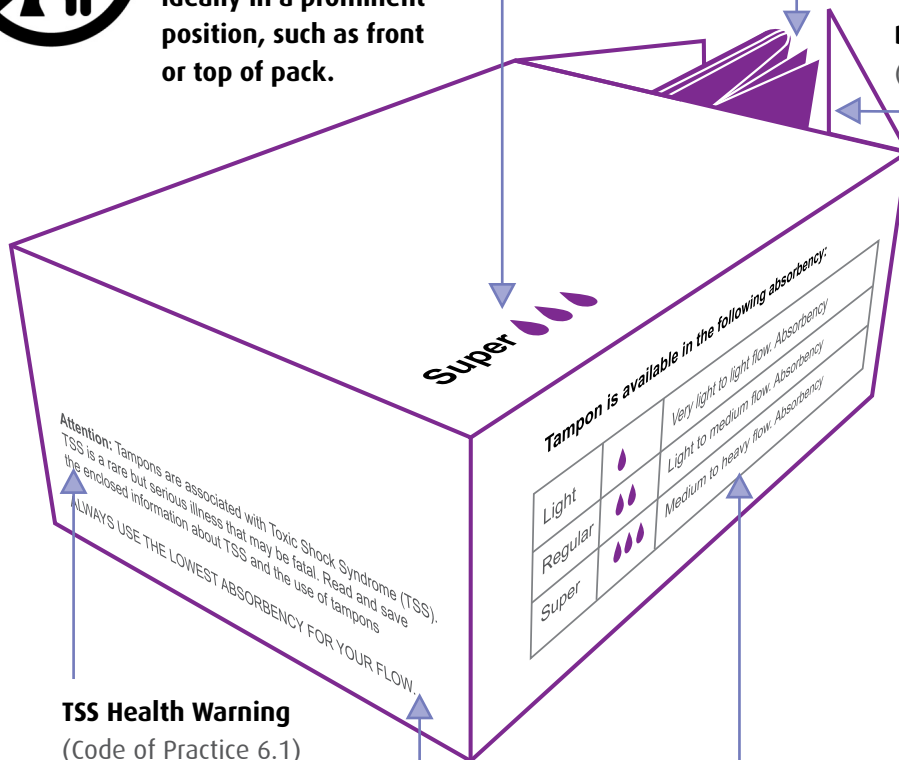 ideally in a prominent
position, such as front
or top of pack.
Super
Tampon is available in the following absorbency:
Light
Very light to light flow. Absorbency
Regular
Light to medium flow. Absorbency
Super
Medium to heavy flow. Absorbency
Attention: Tampons are associated with Toxic Shock Syndrome (TSS).
TSS is a rare but serious illness that may be fatal. Read and save
the enclosed information about TSS and the use of tampons
ALWAYS USE THE LOWEST ABSORBENCY FOR YOUR FLOW.
TSS Health Warning
(Code of Practice 6.1)